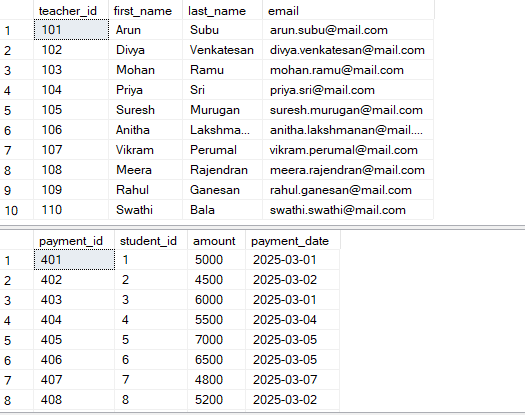 teacher_id first_name last_name email
1 101 Arun Subu arun.subu@mail.com
2 102 Divya Venkatesan divya.venkatesan@mail.com
3 103 Mohan Ramu mohan.ramu@mail.com
4 104 Priya Sri priya.sri@mail.com
5 105 Suresh Murugan suresh.murugan@mail.com
6 106 Anitha Lakshma... anitha.lakshmanan@mail....
7 107 Vikram Perumal vikram.perumal@mail.com
8 108 Meera Rajendran meera.rajendran@mail.com
9 109 Rahul Ganesan rahul.ganesan@mail.com
10 110 Swathi Bala swathi.swathi@mail.com
payment_id student_id amount payment_date
1 401 1 5000 2025-03-01
2 402 2 4500 2025-03-02
3 403 3 6000 2025-03-01
4 404 4 5500 2025-03-04
5 405 5 7000 2025-03-05
6 406 6 6500 2025-03-05
7 407 7 4800 2025-03-07
8 408 8 5200 2025-03-02